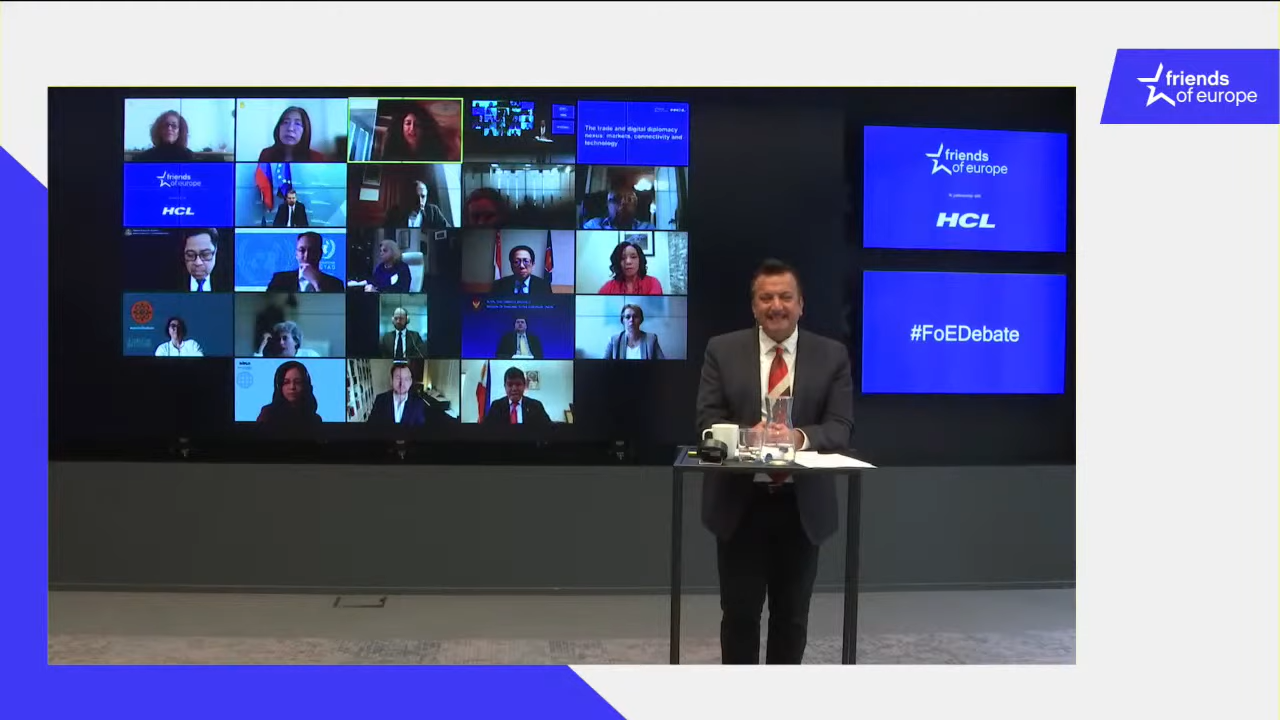 friends
of europe
The trade and digital diplomacy
nexus: markets, connectivity and
technology
friends
of europe
HCL
friends
of europe
HCL
#FoEDebate